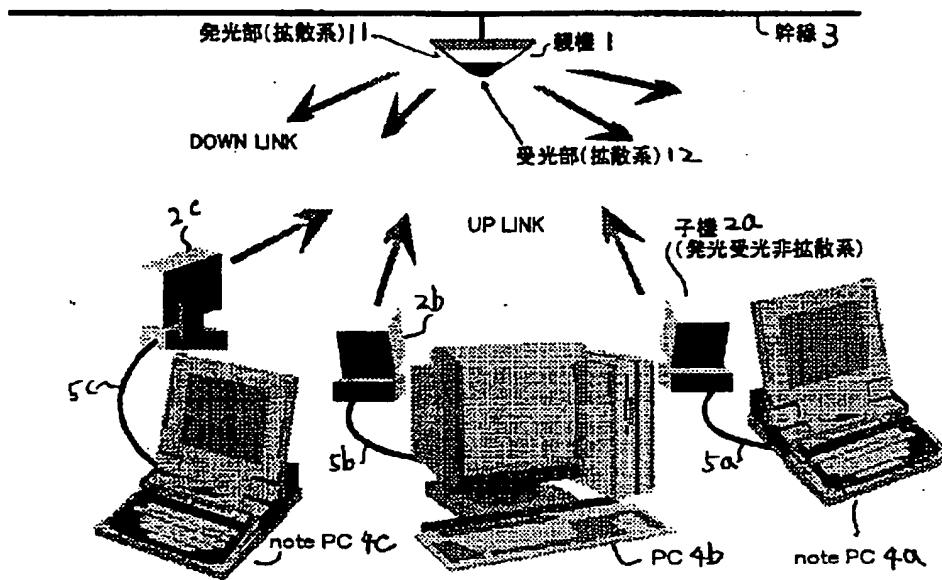 発光部(拡散系)11
親機1
幹線3
DOWN LINK
受光部(拡散系)12
2c
UP LINK
子機2a
((発光受光非拡散系)
2b
5c
5b
5a
note PC 4c
PC 4b
note PC 4a